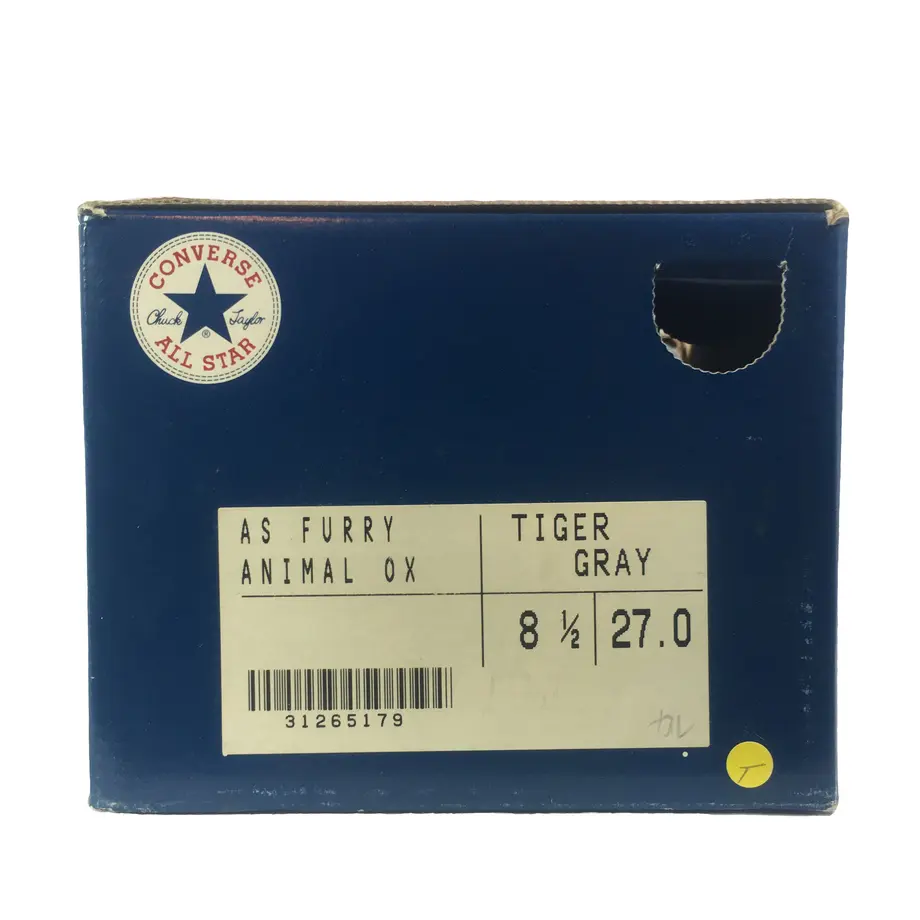 CONVERSE
Chuck Taylor
®
ALL STAR
AS FURRY
ANIMAL OX
TIGER
GRAY
8 ½
27.0
31265179